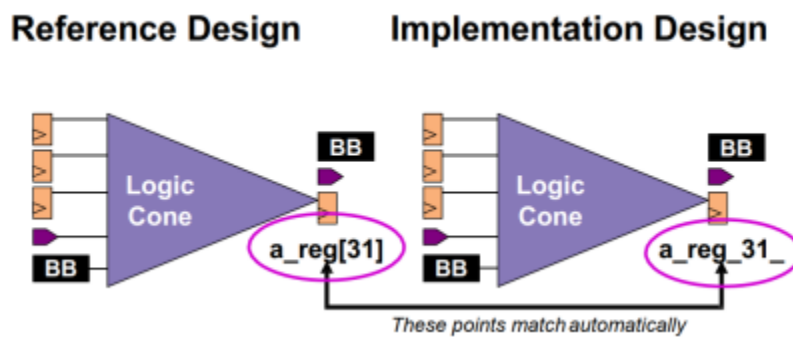 Reference Design
Implementation Design
BB
BB
Logic
Cone
Logic
Cone
a_reg[31]
a_reg_31_
BB
BB
These points match automatically